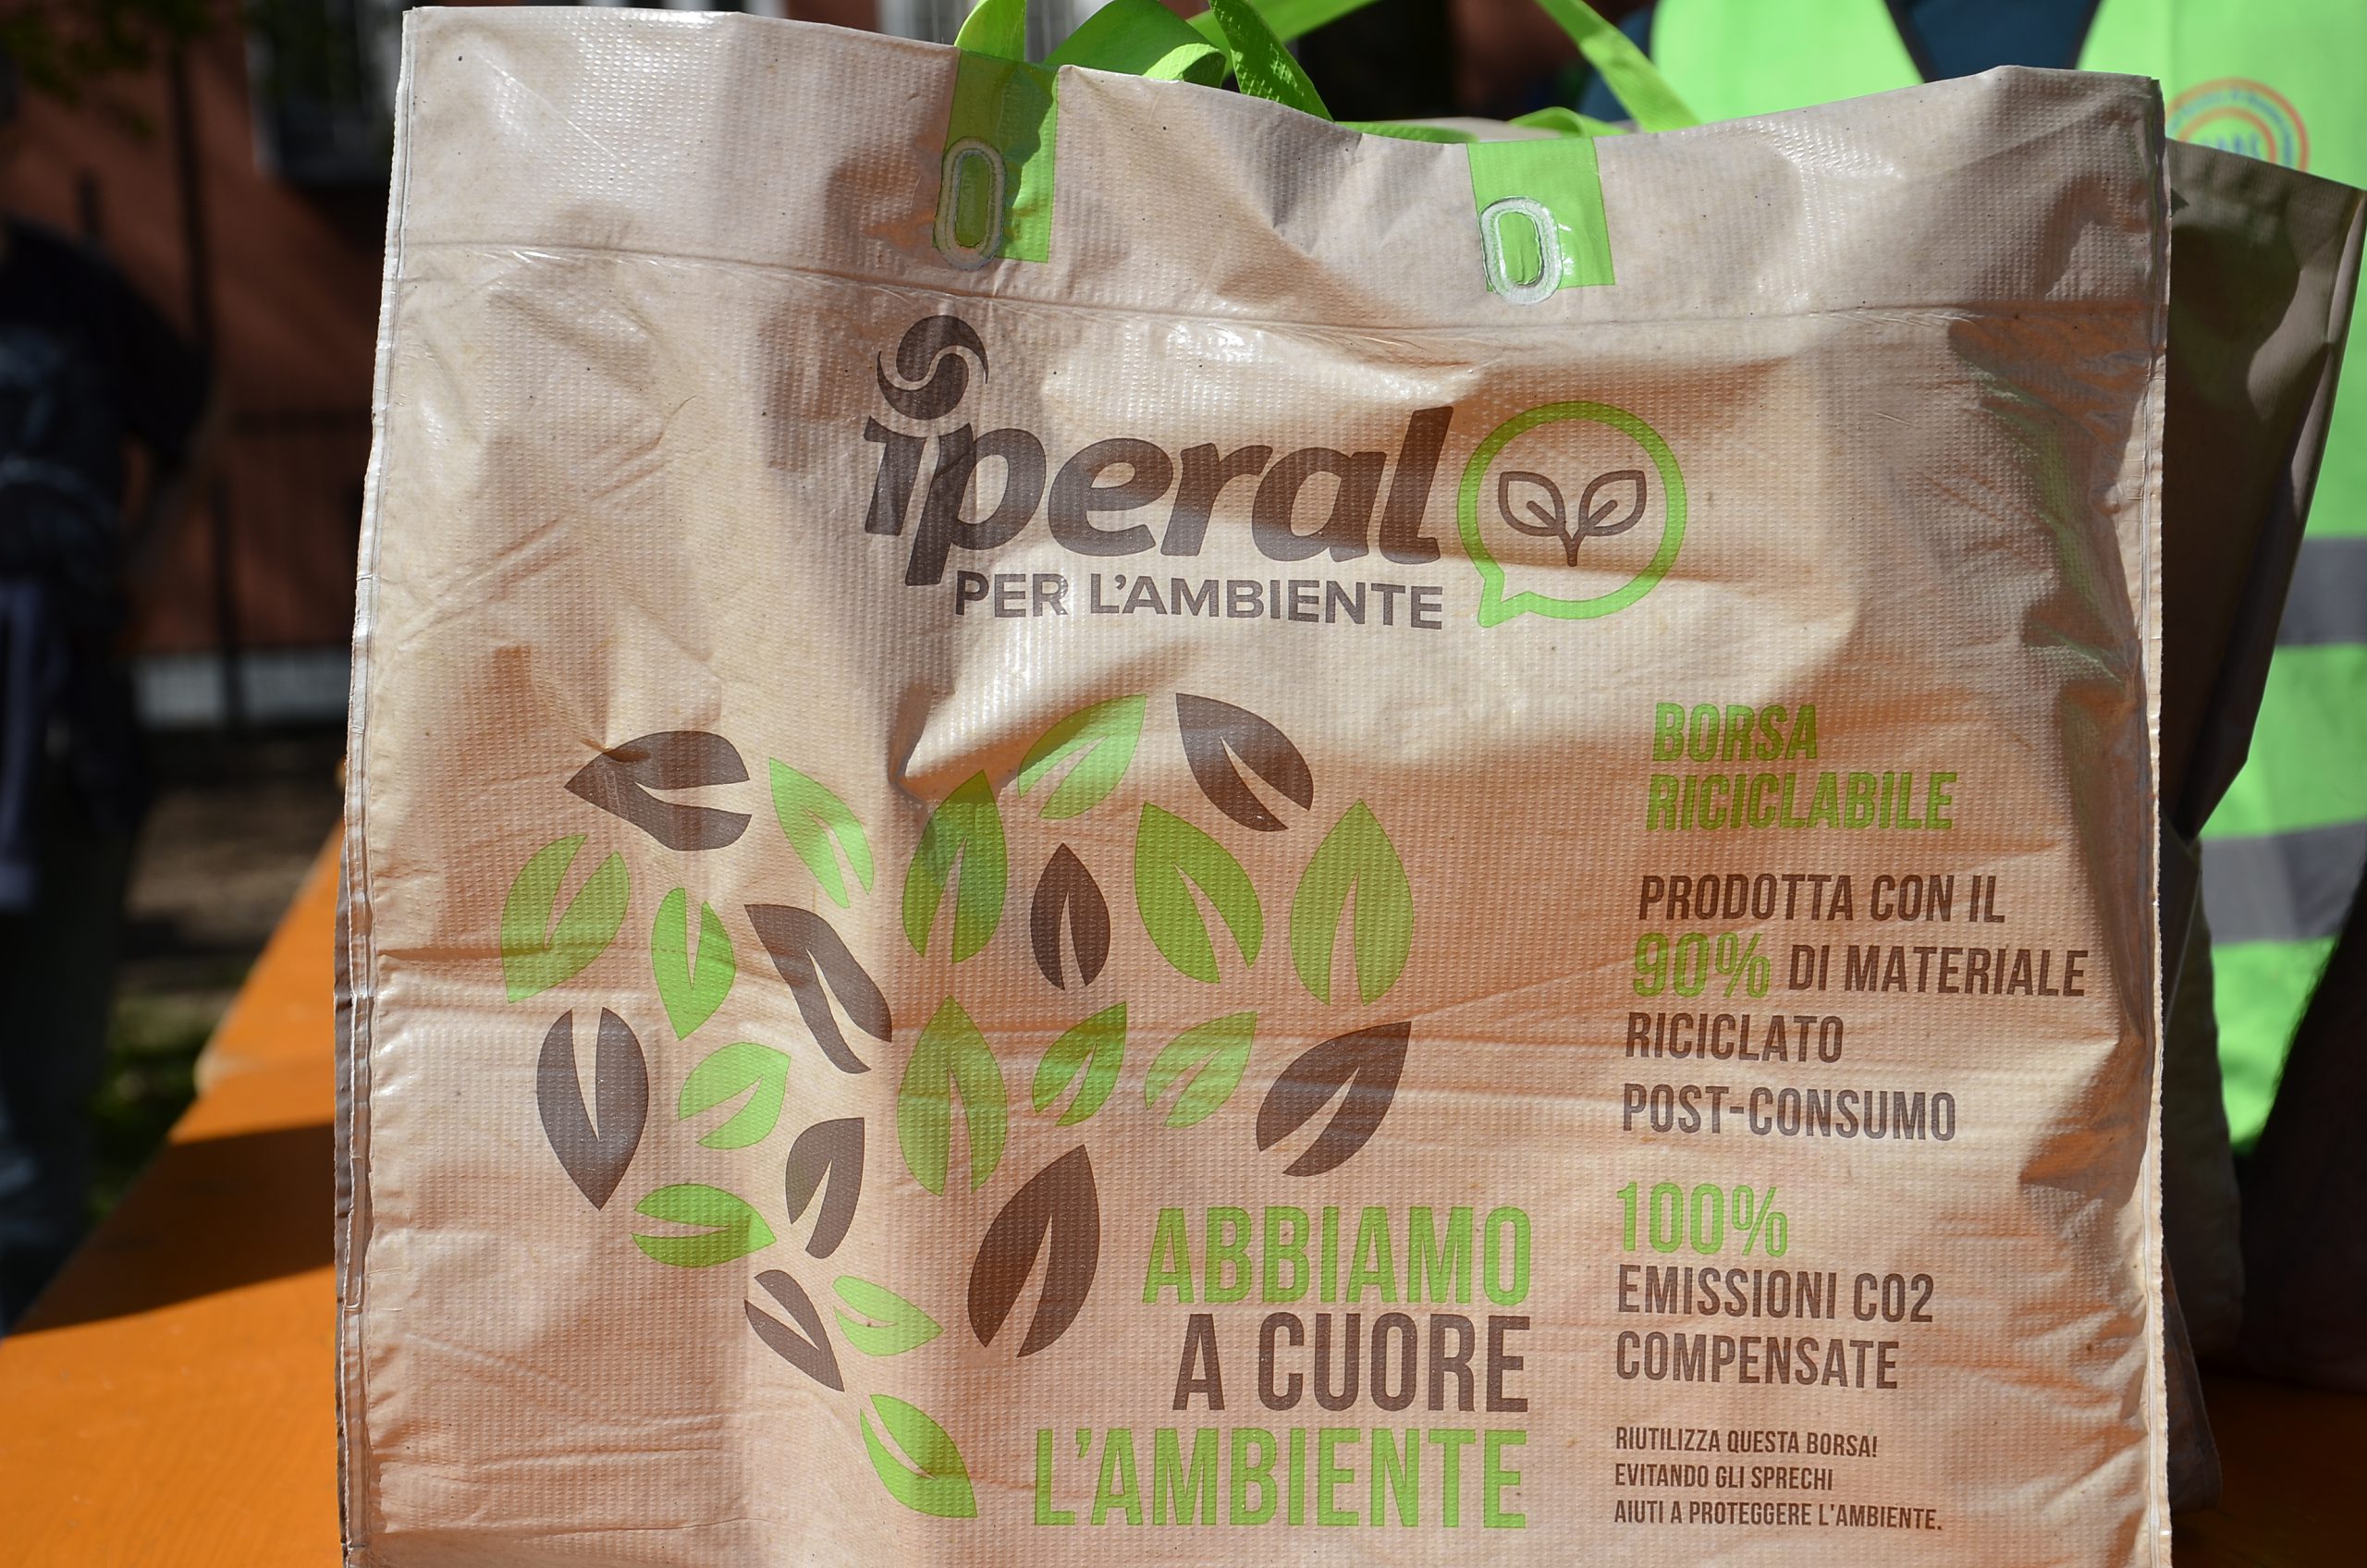 iperal
PER L'AMBIENTE
BORSA
RICICLABILE
PRODOTTA CON IL
90% DI MATERIALE
RICICLATO
POST-CONSUMO
100%
EMISSIONI CO2
COMPENSATE
RIUTILIZZA QUESTA BORSA!
EVITANDO GLI SPRECHI
AIUTI A PROTEGGERE L'AMBIENTE.
ABBIAMO
A CUORE
L'AMBIENTE